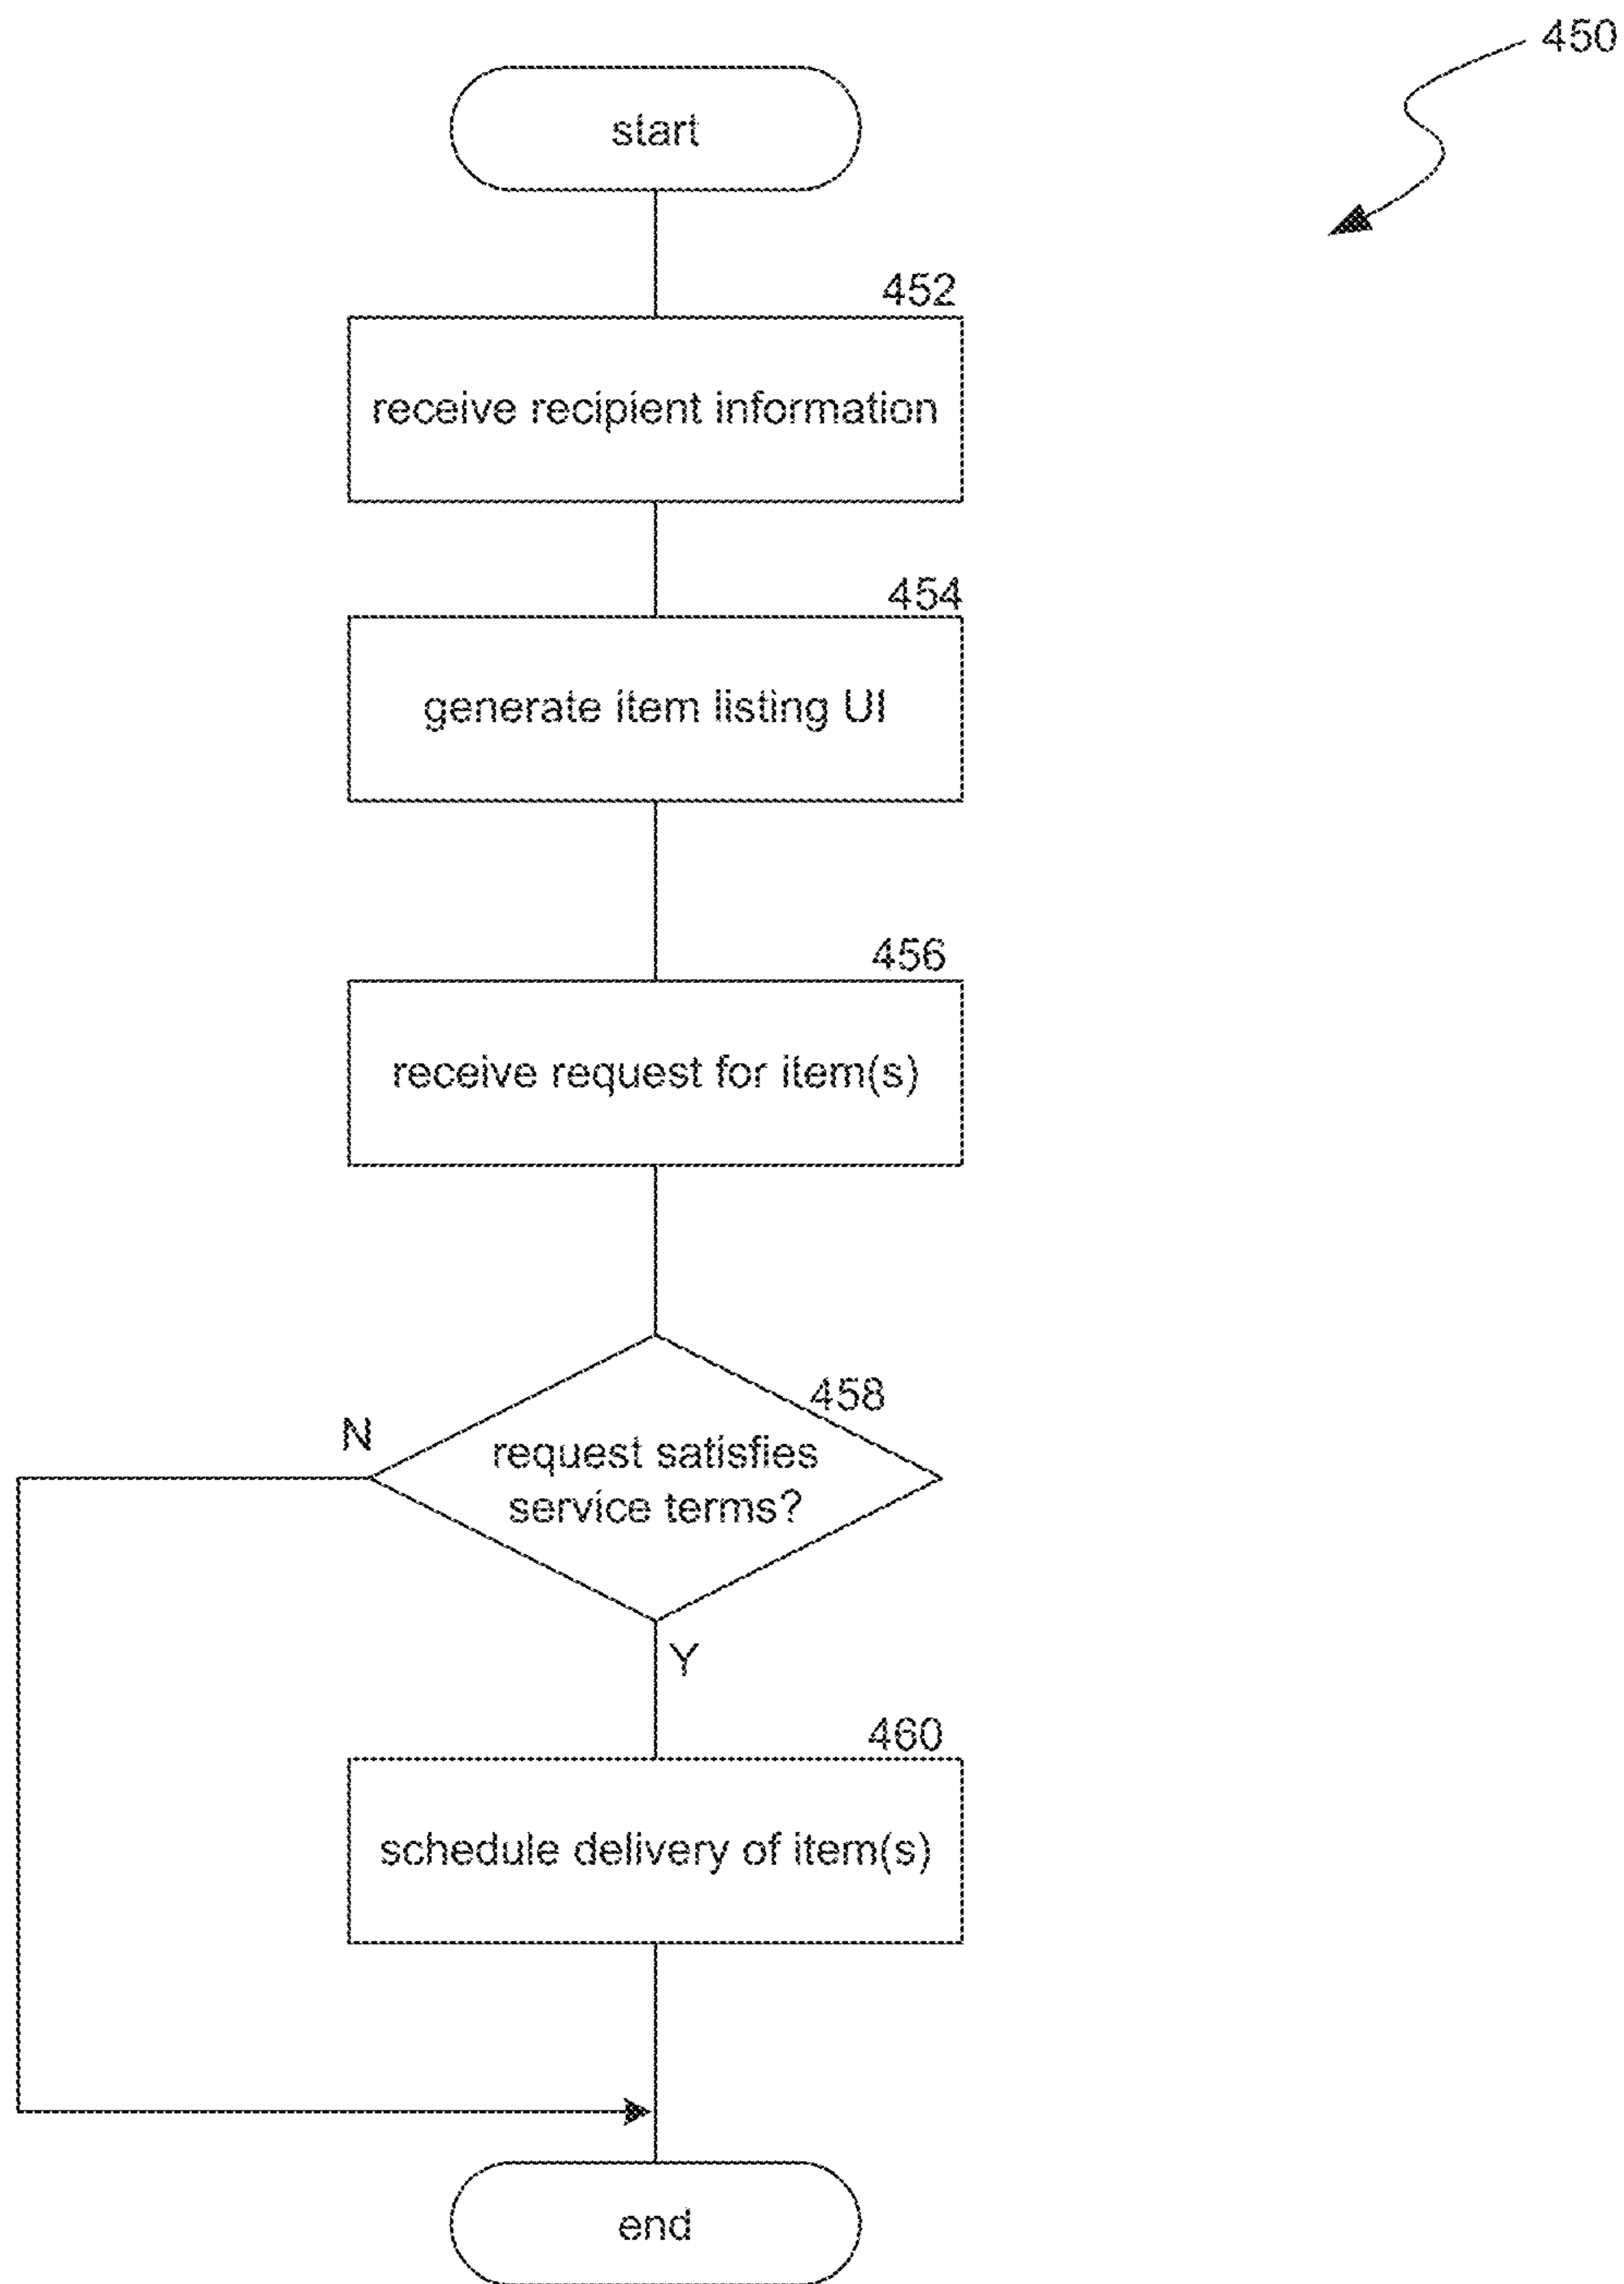 450
start
452
receive recipient information
454
generate item listing UI
456
receive request for item(s)
458
N
request satisfies
service terms?
Y
460
schedule delivery of item(s)
end